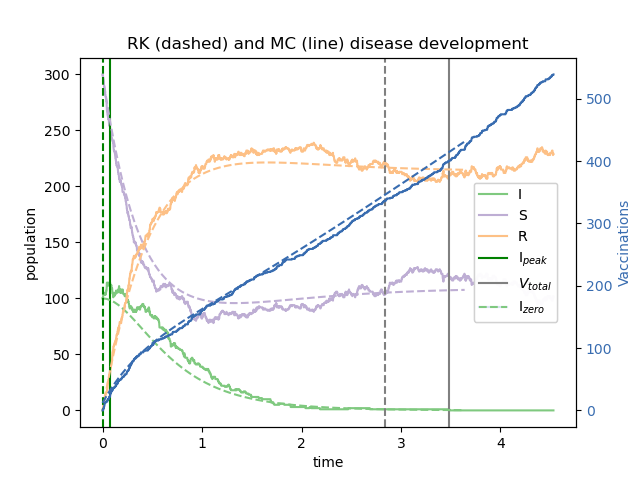 RK (dashed) and MC (line) disease development
300
250
200
150
100
50
0
population
500
400
300
200
100
0
Vaccinations
I
S
R
I_peak
V_total
I_zero
0
1
2
3
4
time